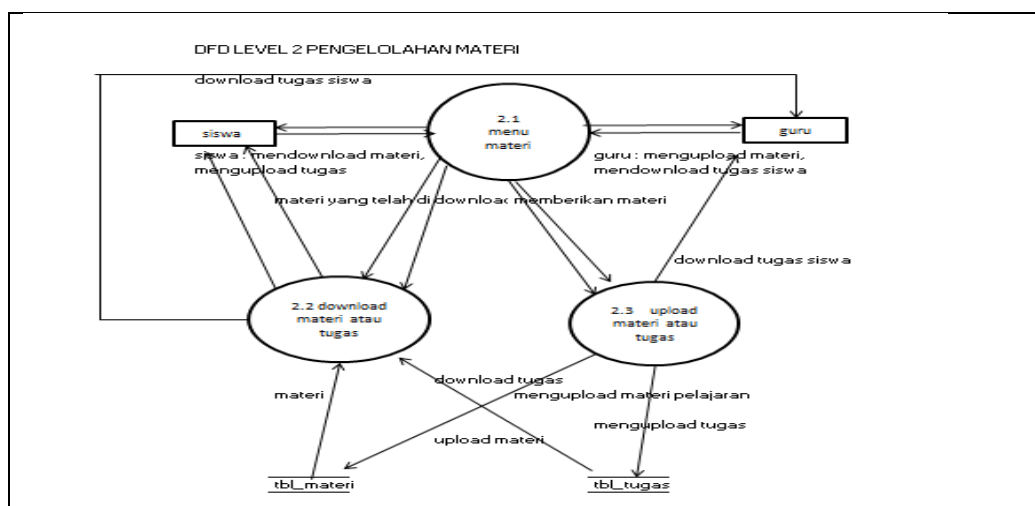 DFD LEVEL 2 PENGELOLAHAN MATERI
download tugas siswa
2.1
menu
materi
siswa
guru
siswa : mendownload materi,
mengupload tugas
guru : mengupload materi,
mendownload tugas siswa
materi yang telah di download
memberikan materi
download tugas siswa
2.2 download
materi atau
tugas
2.3 upload
materi atau
tugas
download tugas
materi
mengupload materi pelajaran
upload materi
mengupload tugas
tbl_materi
tbl_tugas